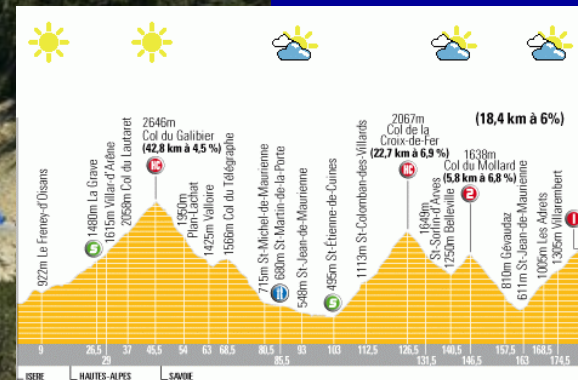 2646m
Col du Galibier
(42,8 km à 4,5 %)
HC
2067m
Col de la
Croix-de-Fer
(22,7 km à 6,9 %)
HC
(18,4 km à 6%)
1638m
Col du Mollard
(5,8 km à 6,8 %)
2
1
922m Le Freney-d'Oisans
1480m La Grave
S
1615m Villar-d'Arêne
2058m Col du Lautaret
1950m
Plan-Lachat
1425m Valloire
1566m Col du Télégraphe
715m St-Michel-de-Maurienne
680m St-Martin-de-la-Porte
548m St-Jean-de-Maurienne
495m St-Étienne-de-Cuines
S
1113m St-Colomban-des-Villards
1649m
St-Sorlin-d'Arves
1250m Belleville
810m Gévaudaz
611m St-Jean-de-Maurienne
1005m Les Adrets
1305m Villarembert
9 26,5 37 45,5 54 63 68,5 80,5 93 103 112,5 126,5 140,5 157,5 168,5
29 85,5 131,5 146,5 163 174,5
ISERE HAUTES-ALPES SAVOIE